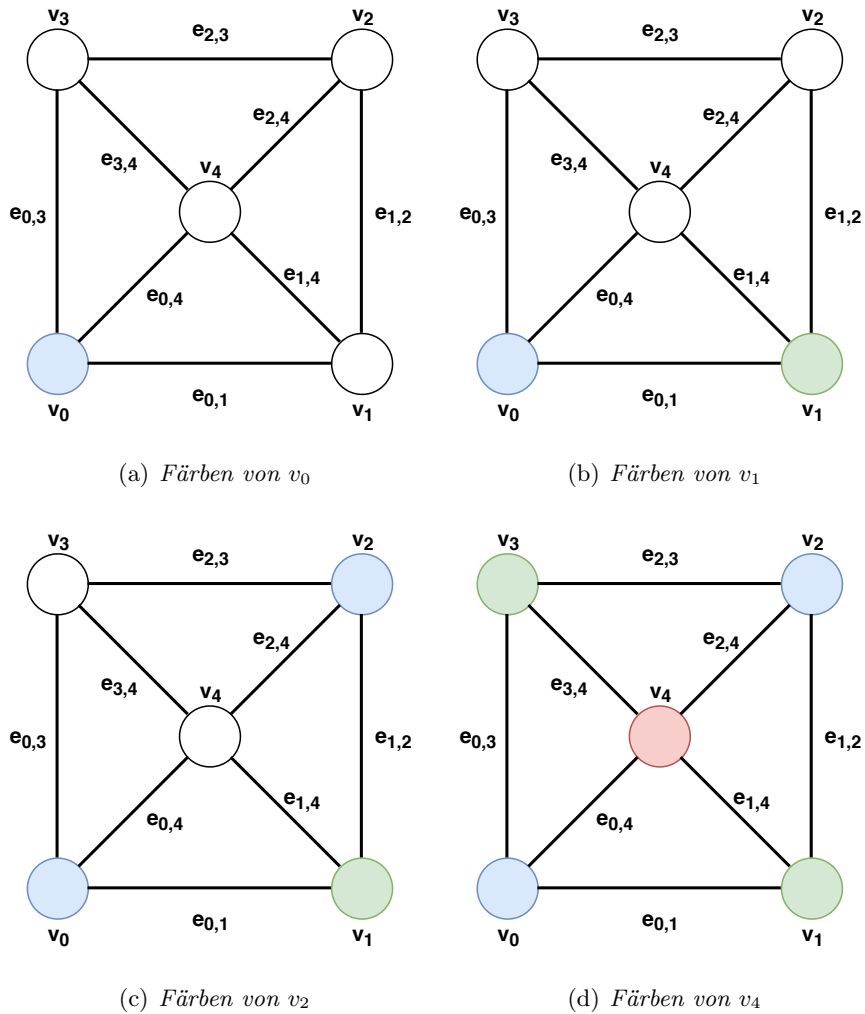 v3 v2 v3 v2
e2,3 e2,3
e2,4 e2,4
e3,4 v4 e3,4 v4
e0,3 e1,2 e0,3 e1,2
e0,4 e1,4 e0,4 e1,4
v0 e0,1 v1 v0 e0,1 v1
(a) Färben von v0 (b) Färben von v1
v3 v2 v3 v2
e2,3 e2,3
e2,4 e2,4
e3,4 v4 e3,4 v4
e0,3 e1,2 e0,3 e1,2
e0,4 e1,4 e0,4 e1,4
v0 e0,1 v1 v0 e0,1 v1
(c) Färben von v2 (d) Färben von v4